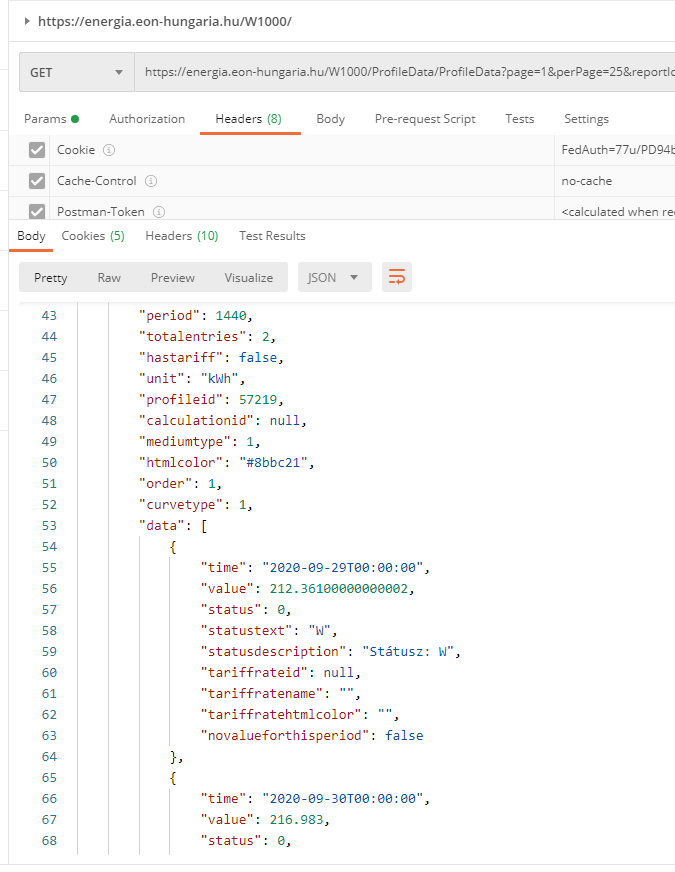 https://energia.eon-hungaria.hu/W1000/
GET https://energia.eon-hungaria.hu/W1000/ProfileData/ProfileData?page=1&perPage=25&reportId
Params Authorization Headers (8) Body Pre-request Script Tests Settings
Cookie FedAuth=77u/PD94b
Cache-Control no-cache
Postman-Token <calculated when req
Body Cookies (5) Headers (10) Test Results
Pretty Raw Preview Visualize JSON
43 "period": 1440,
44 "totalentries": 2,
45 "hastariff": false,
46 "unit": "kWh",
47 "profileid": 57219,
48 "calculationid": null,
49 "mediumtype": 1,
50 "htmlcolor": "#8bbc21",
51 "order": 1,
52 "curvetype": 1,
53 "data": [
54 {
55 "time": "2020-09-29T00:00:00",
56 "value": 212.36100000000002,
57 "status": 0,
58 "statustext": "W",
59 "statusdescription": "Státusz: W",
60 "tariffrateid": null,
61 "tariffratename": "",
62 "tariffratehtmlcolor": "",
63 "novalueforthisperiod": false
64 },
65 {
66 "time": "2020-09-30T00:00:00",
67 "value": 216.983,
68 "status": 0,